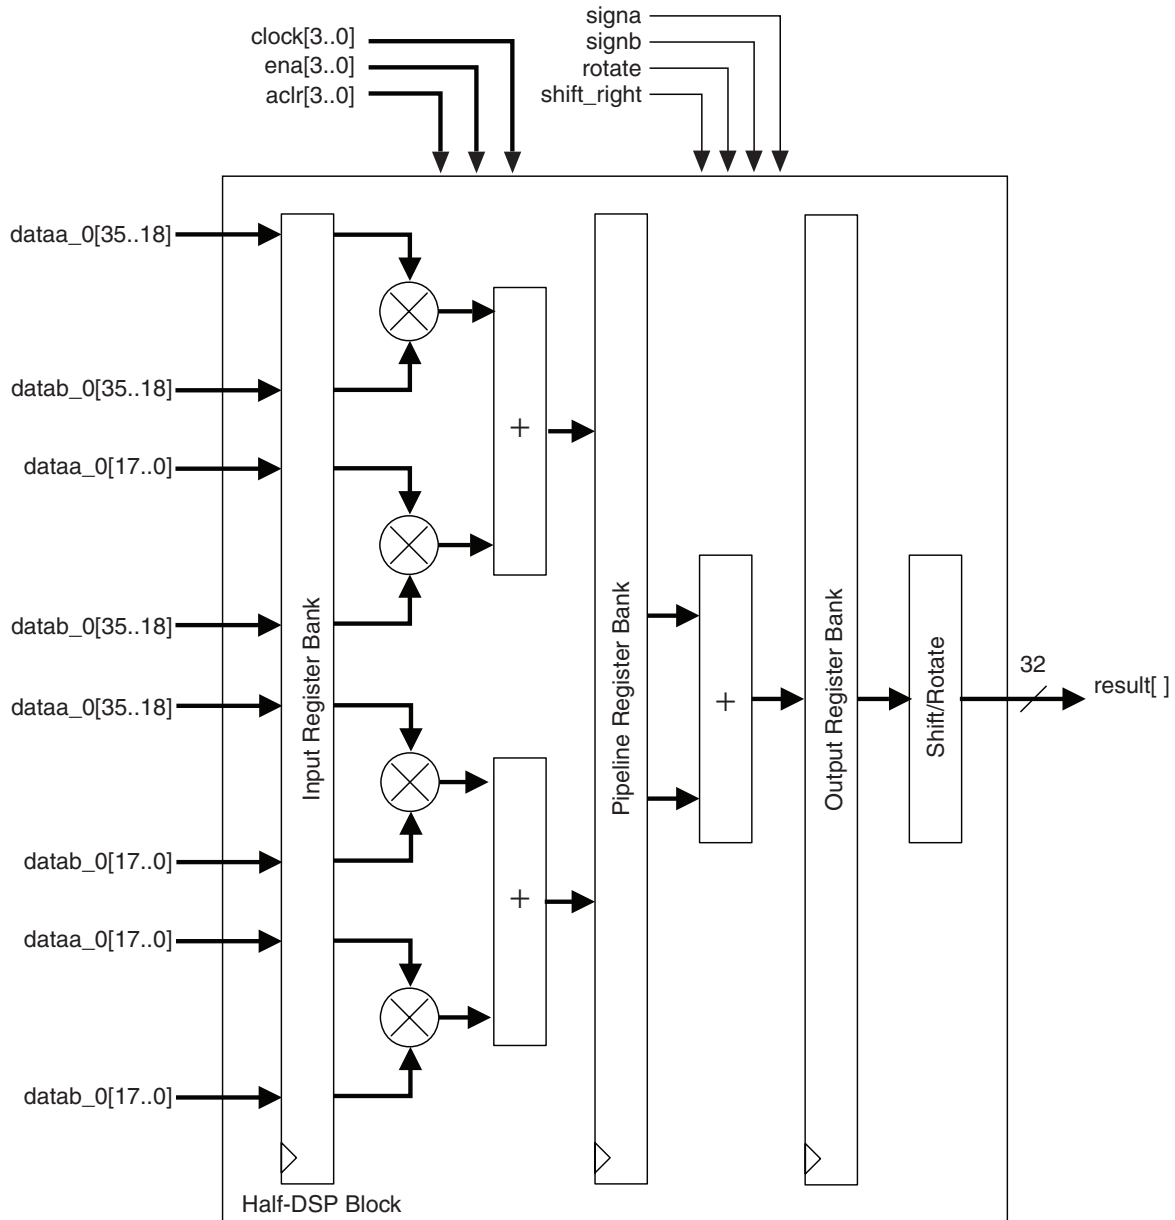 signa
clock[3..0]
signb
ena[3..0]
rotate
aclr[3..0]
shift_right
dataa_0[35..18]
datab_0[35..18]
+
dataa_0[17..0]
datab_0[35..18]
Input Register Bank
Pipeline Register Bank
Output Register Bank
Shift/Rotate
32
result[ ]
dataa_0[35..18]
+
datab_0[17..0]
+
dataa_0[17..0]
datab_0[17..0]
Half-DSP Block